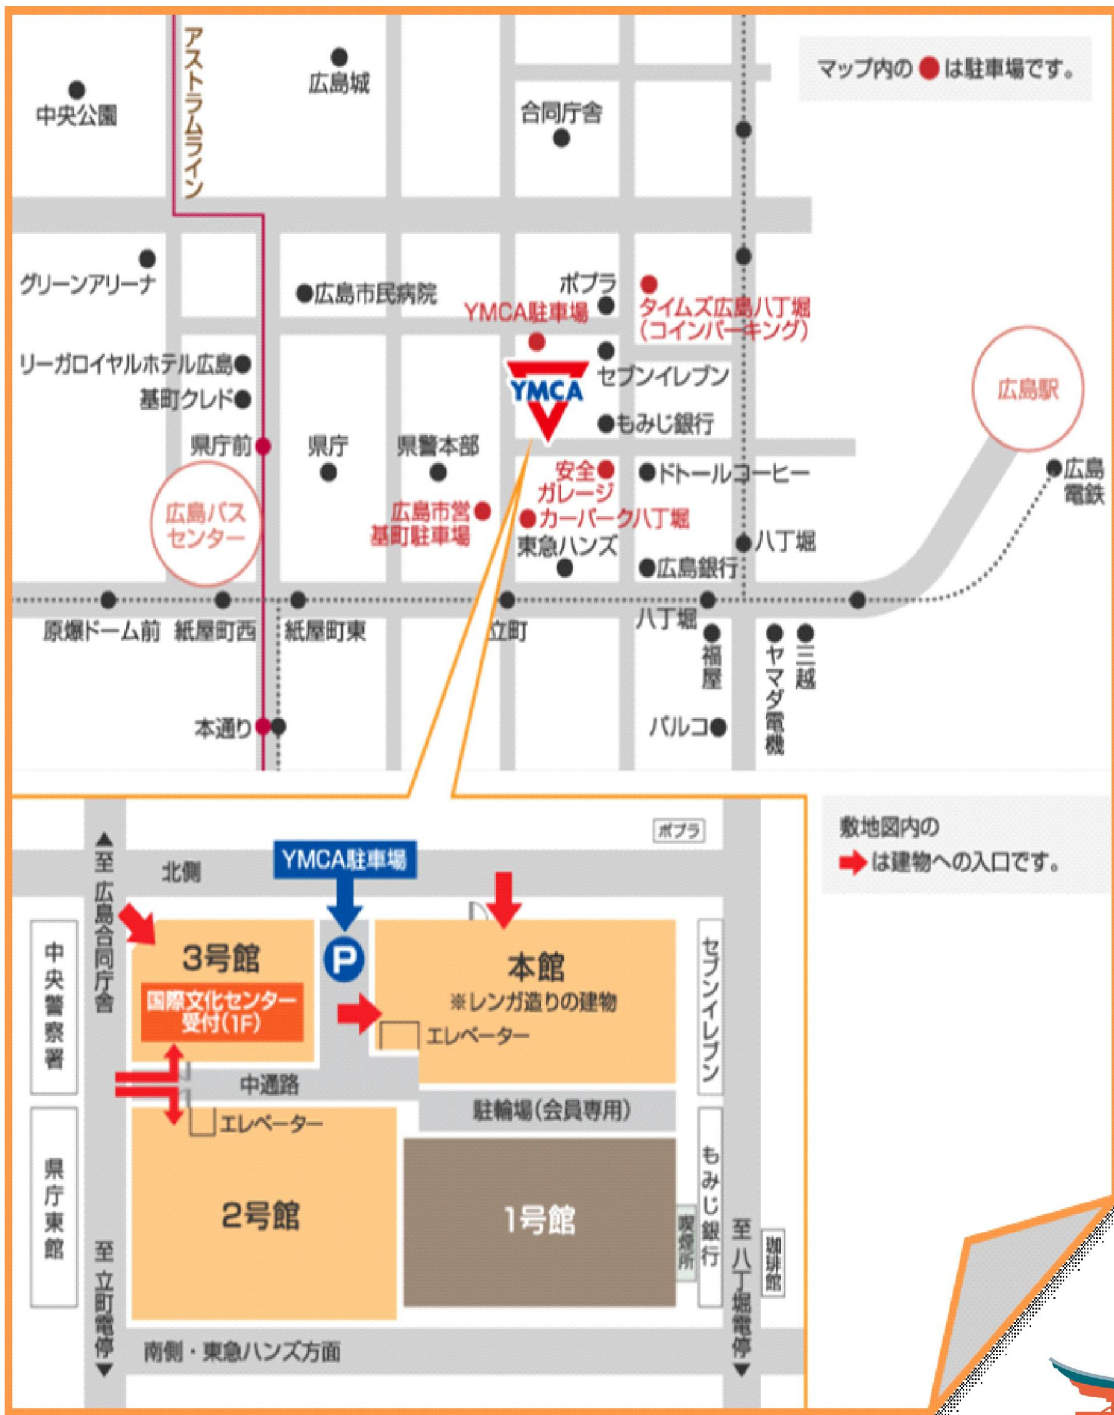 アストラムライン
広島城
中央公園
マップ内の●は駐車場です。
合同庁舎
グリーンアリーナ
広島市民病院
ポプラ
YMCA駐車場
タイムズ広島八丁堀
(コインパーキング)
リーガロイヤルホテル広島
YMCA
セブンイレブン
広島駅
基町クレド
もみじ銀行
県庁前
県庁
県警本部
安全
ガレージ
ドトールコーヒー
広島
電鉄
広島バス
センター
広島市営
基町駐車場
カーパーク八丁堀
東急ハンズ
八丁堀
広島銀行
原爆ドーム前
紙屋町西
紙屋町東
立町
八丁堀
福屋
ヤマダ電機
三越
本通り
パルコ
ポプラ
敷地図内の
➡は建物への入口です。
▲至 広島合同庁舎
北側
YMCA駐車場
中央警察署
3号館
国際文化センター
受付(1F)
P
本館
※レンガ造りの建物
エレベーター
セブンイレブン
中通路
駐輪場(会員専用)
エレベーター
県庁東館
2号館
1号館
喫煙所
もみじ銀行
珈琲館
至 立町電停▼
至 八丁堀電停▼
南側・東急ハンズ方面